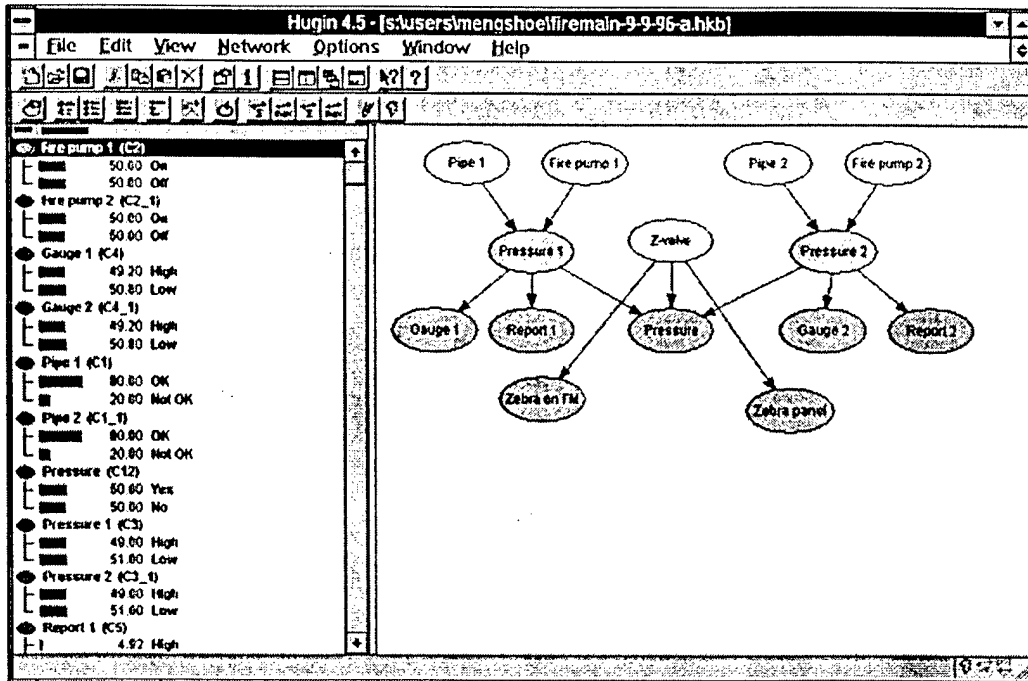 Hugin 4.5 - [s:\users\mengshoel\firemain-9-9-96-a.hkb]
File Edit View Network Options Window Help
Fire pump 1 (C2)
50.00 On
50.00 Off
Fire pump 2 (C2_1)
50.00 On
50.00 Off
Gauge 1 (C4)
49.20 High
50.80 Low
Gauge 2 (C4_1)
49.20 High
50.80 Low
Pipe 1 (C1)
80.00 OK
20.00 Not OK
Pipe 2 (C1_1)
80.00 OK
20.00 Not OK
Pressure (C12)
50.00 Yes
50.00 No
Pressure 1 (C3)
49.00 High
51.00 Low
Pressure 2 (C3_1)
49.00 High
51.00 Low
Report 1 (C5)
4.92 High
Pipe 1
Fire pump 1
Pipe 2
Fire pump 2
Pressure 1
Z-valve
Pressure 2
Gauge 1
Report 1
Pressure
Gauge 2
Report 2
Zebra on FM
Zebra panel